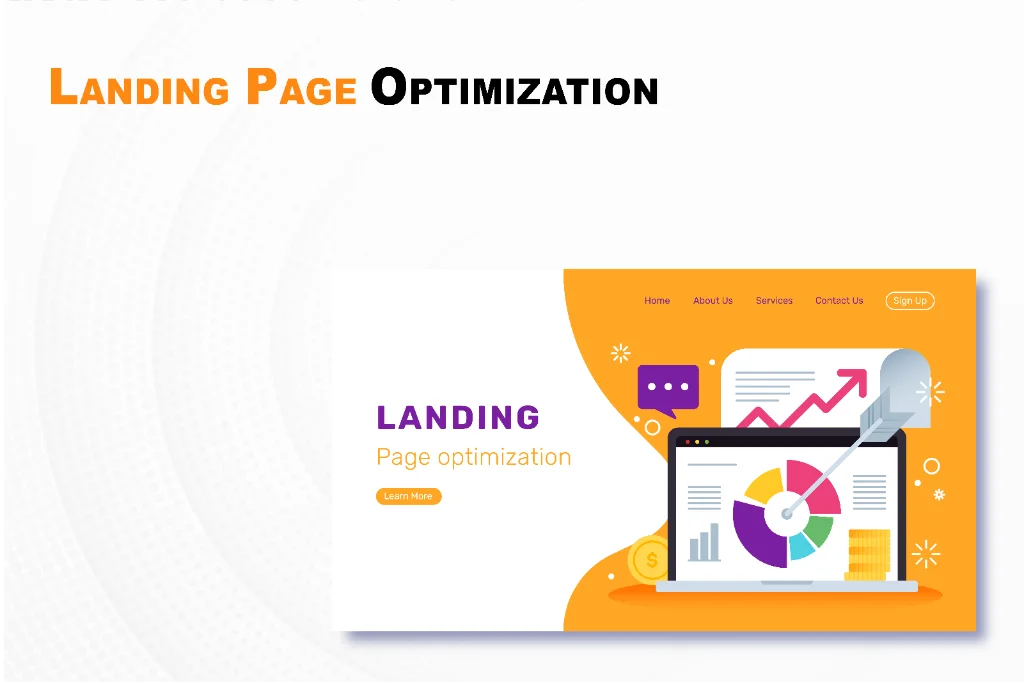 Landing Page Optimization
Home About Us Services Contact Us Sign Up
LANDING
Page optimization
Learn More
$